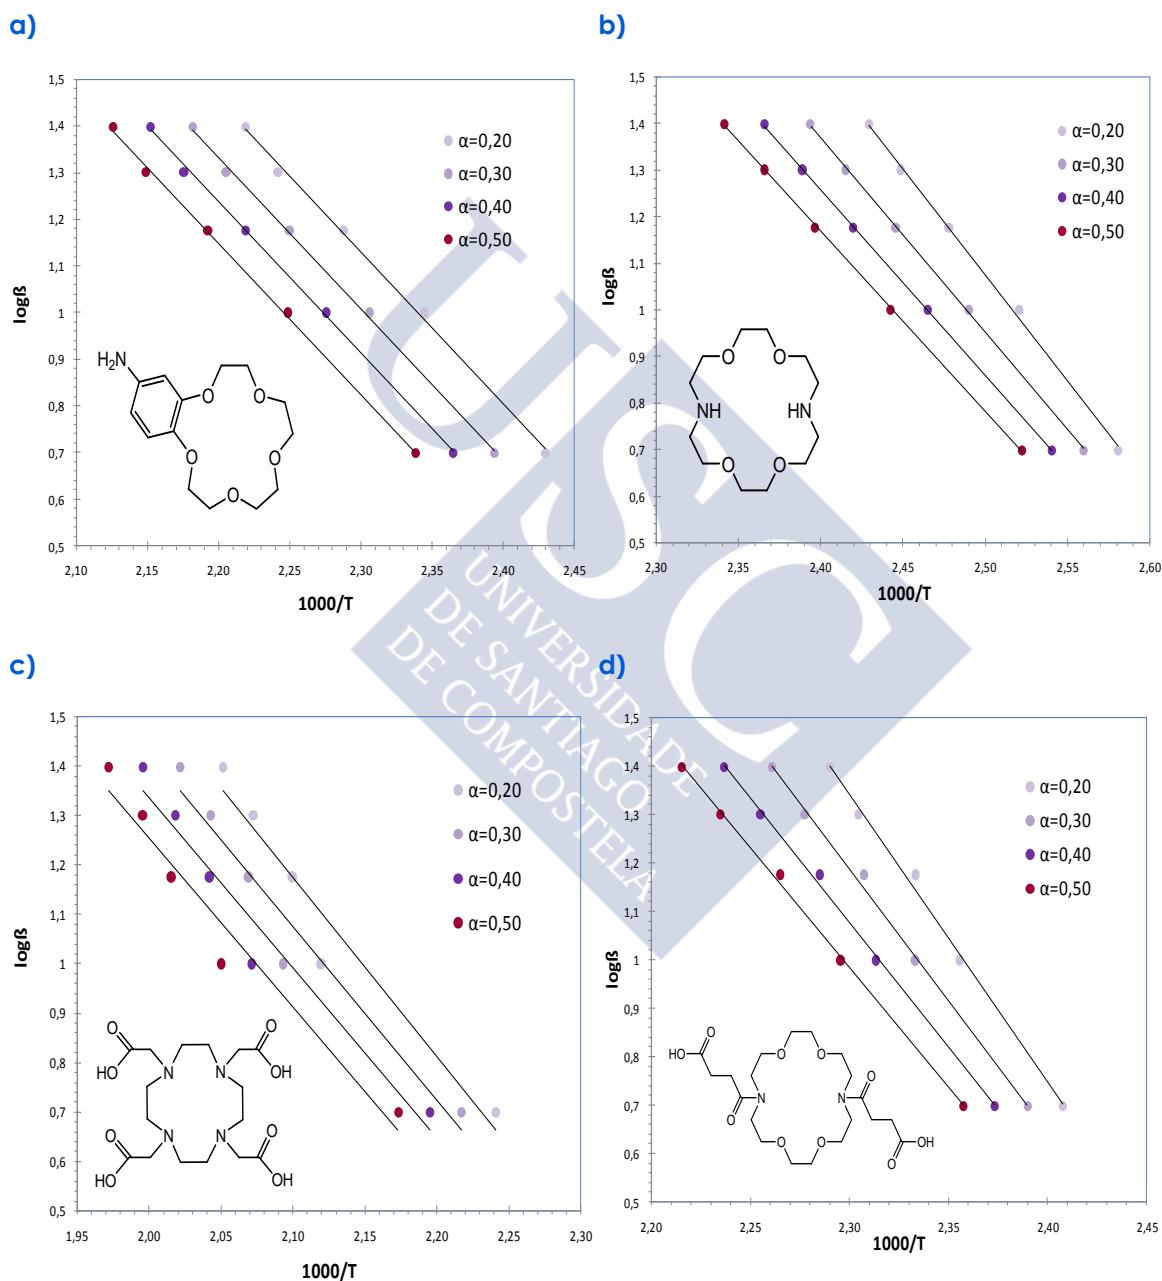 a)
1,5
1,4
1,3
1,2
1,1
1
0,9
0,8
0,7
0,6
0,5
logß
α=0,20
α=0,30
α=0,40
α=0,50
H₂N
O
O
O
O
O
2,10
2,15
2,20
2,25
2,30
2,35
2,40
2,45
1000/T
b)
1,5
1,4
1,3
1,2
1,1
1
0,9
0,8
0,7
0,6
0,5
logß
α=0,20
α=0,30
α=0,40
α=0,50
O
O
NH
HN
O
O
2,30
2,35
2,40
2,45
2,50
2,55
2,60
1000/T
USC
UNIVERSIDADE
DE SANTIAGO
DE COMPOSTELA
c)
1,5
1,4
1,3
1,2
1,1
1
0,9
0,8
0,7
0,6
0,5
logß
α=0,20
α=0,30
α=0,40
α=0,50
O
O
HO
N
N
OH
N
N
O
O
HO
OH
1,95
2,00
2,05
2,10
2,15
2,20
2,25
2,30
1000/T
d)
1,5
1,4
1,3
1,2
1,1
1
0,9
0,8
0,7
0,6
0,5
logß
α=0,20
α=0,30
α=0,40
α=0,50
O
HO
O
O
O
N
N
O
O
O
OH
O
2,20
2,25
2,30
2,35
2,40
2,45
1000/T